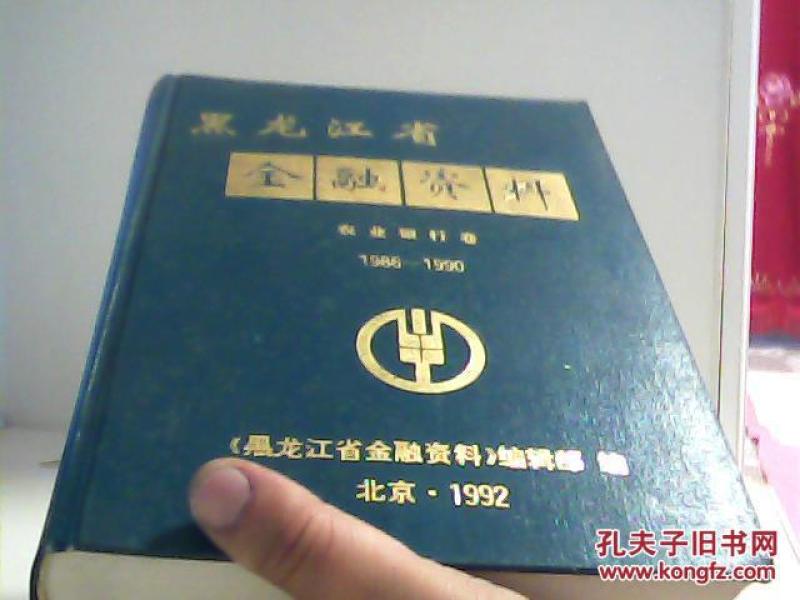 黑龙江省
金融资料
农业银行卷
1986—1990
《黑龙江省金融资料》编辑部 编
北京·1992
孔夫子旧书网
www.kongfz.com